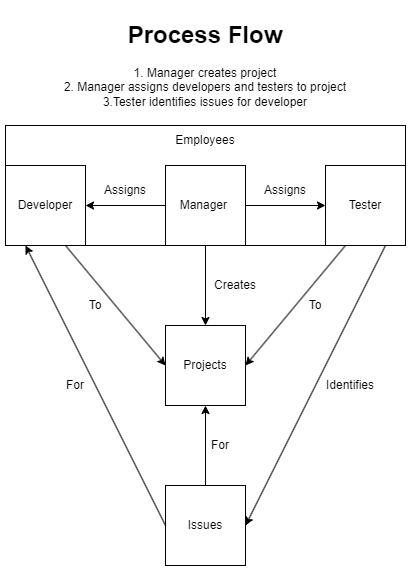 Process Flow
1. Manager creates project
2. Manager assigns developers and testers to project
3.Tester identifies issues for developer
Employees
Developer
Assigns
Manager
Assigns
Tester
Creates
To
To
Projects
For
Identifies
For
Issues